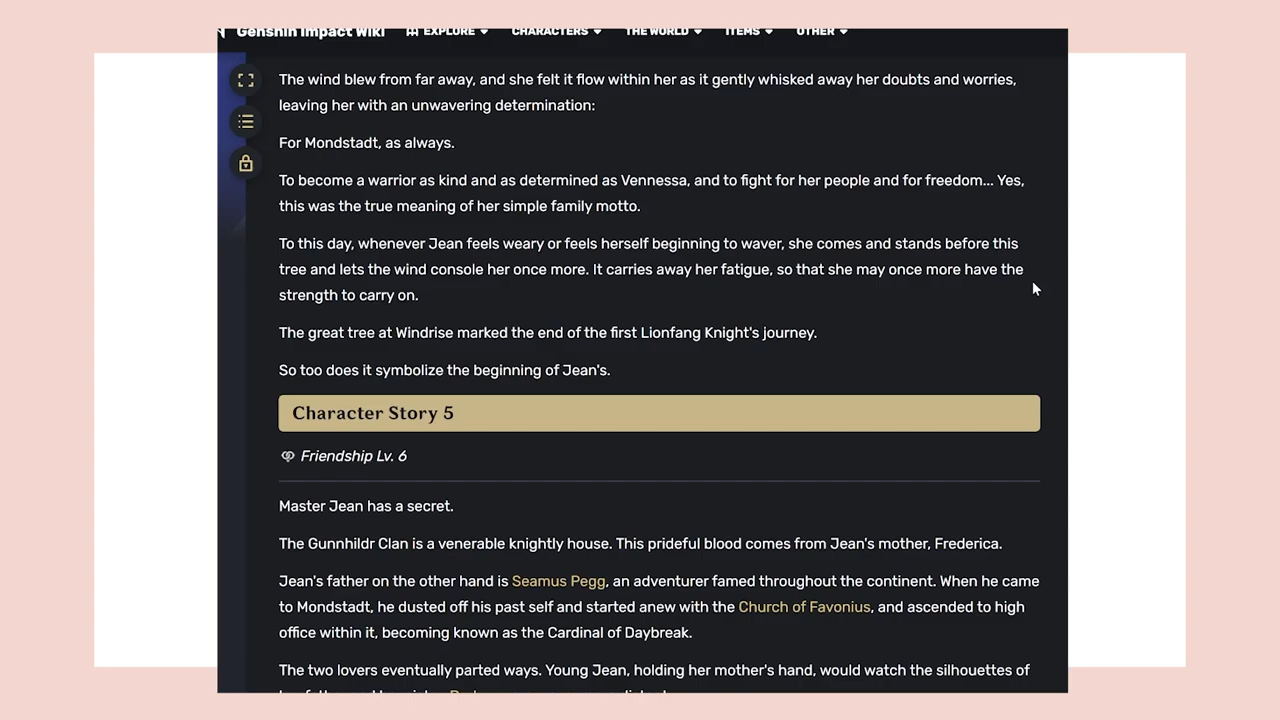 Genshin Impact Wiki EXPLORE CHARACTERS THE WORLD ITEMS OTHER
The wind blew from far away, and she felt it flow within her as it gently whisked away her doubts and worries,
leaving her with an unwavering determination:
For Mondstadt, as always.
To become a warrior as kind and as determined as Vennessa, and to fight for her people and for freedom... Yes,
this was the true meaning of her simple family motto.
To this day, whenever Jean feels weary or feels herself beginning to waver, she comes and stands before this
tree and lets the wind console her once more. It carries away her fatigue, so that she may once more have the
strength to carry on.
The great tree at Windrise marked the end of the first Lionfang Knight's journey.
So too does it symbolize the beginning of Jean's.
Character Story 5
Friendship Lv. 6
Master Jean has a secret.
The Gunnhildr Clan is a venerable knightly house. This prideful blood comes from Jean's mother, Frederica.
Jean's father on the other hand is Seamus Pegg, an adventurer famed throughout the continent. When he came
to Mondstadt, he dusted off his past self and started anew with the Church of Favonius, and ascended to high
office within it, becoming known as the Cardinal of Daybreak.
The two lovers eventually parted ways. Young Jean, holding her mother's hand, would watch the silhouettes of